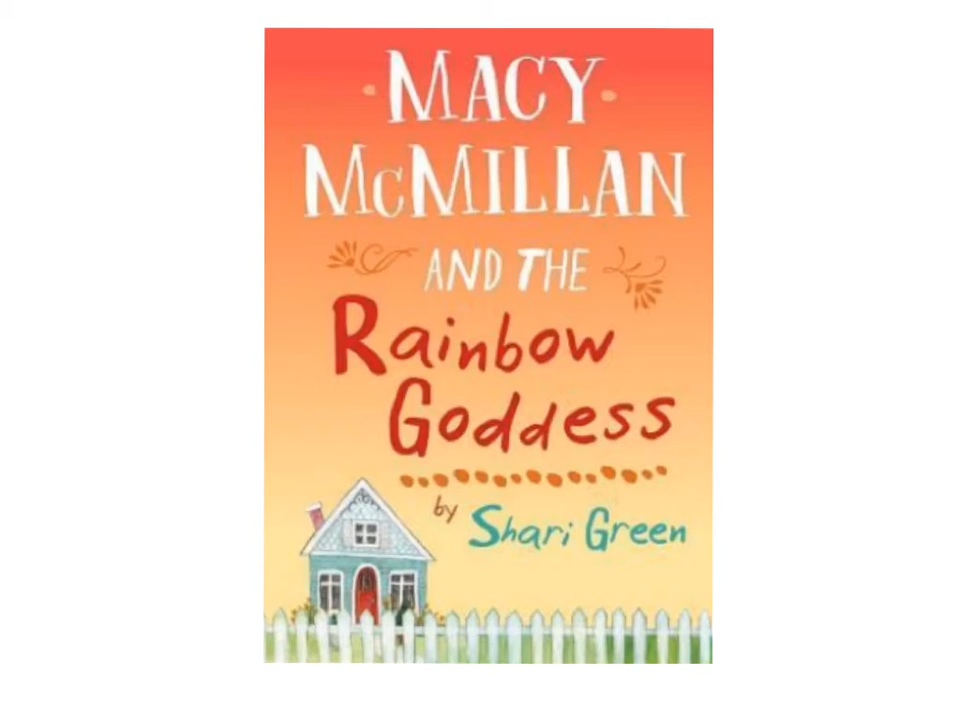 MACY
McMILLAN
AND THE
Rainbow
Goddess
by Shari Green